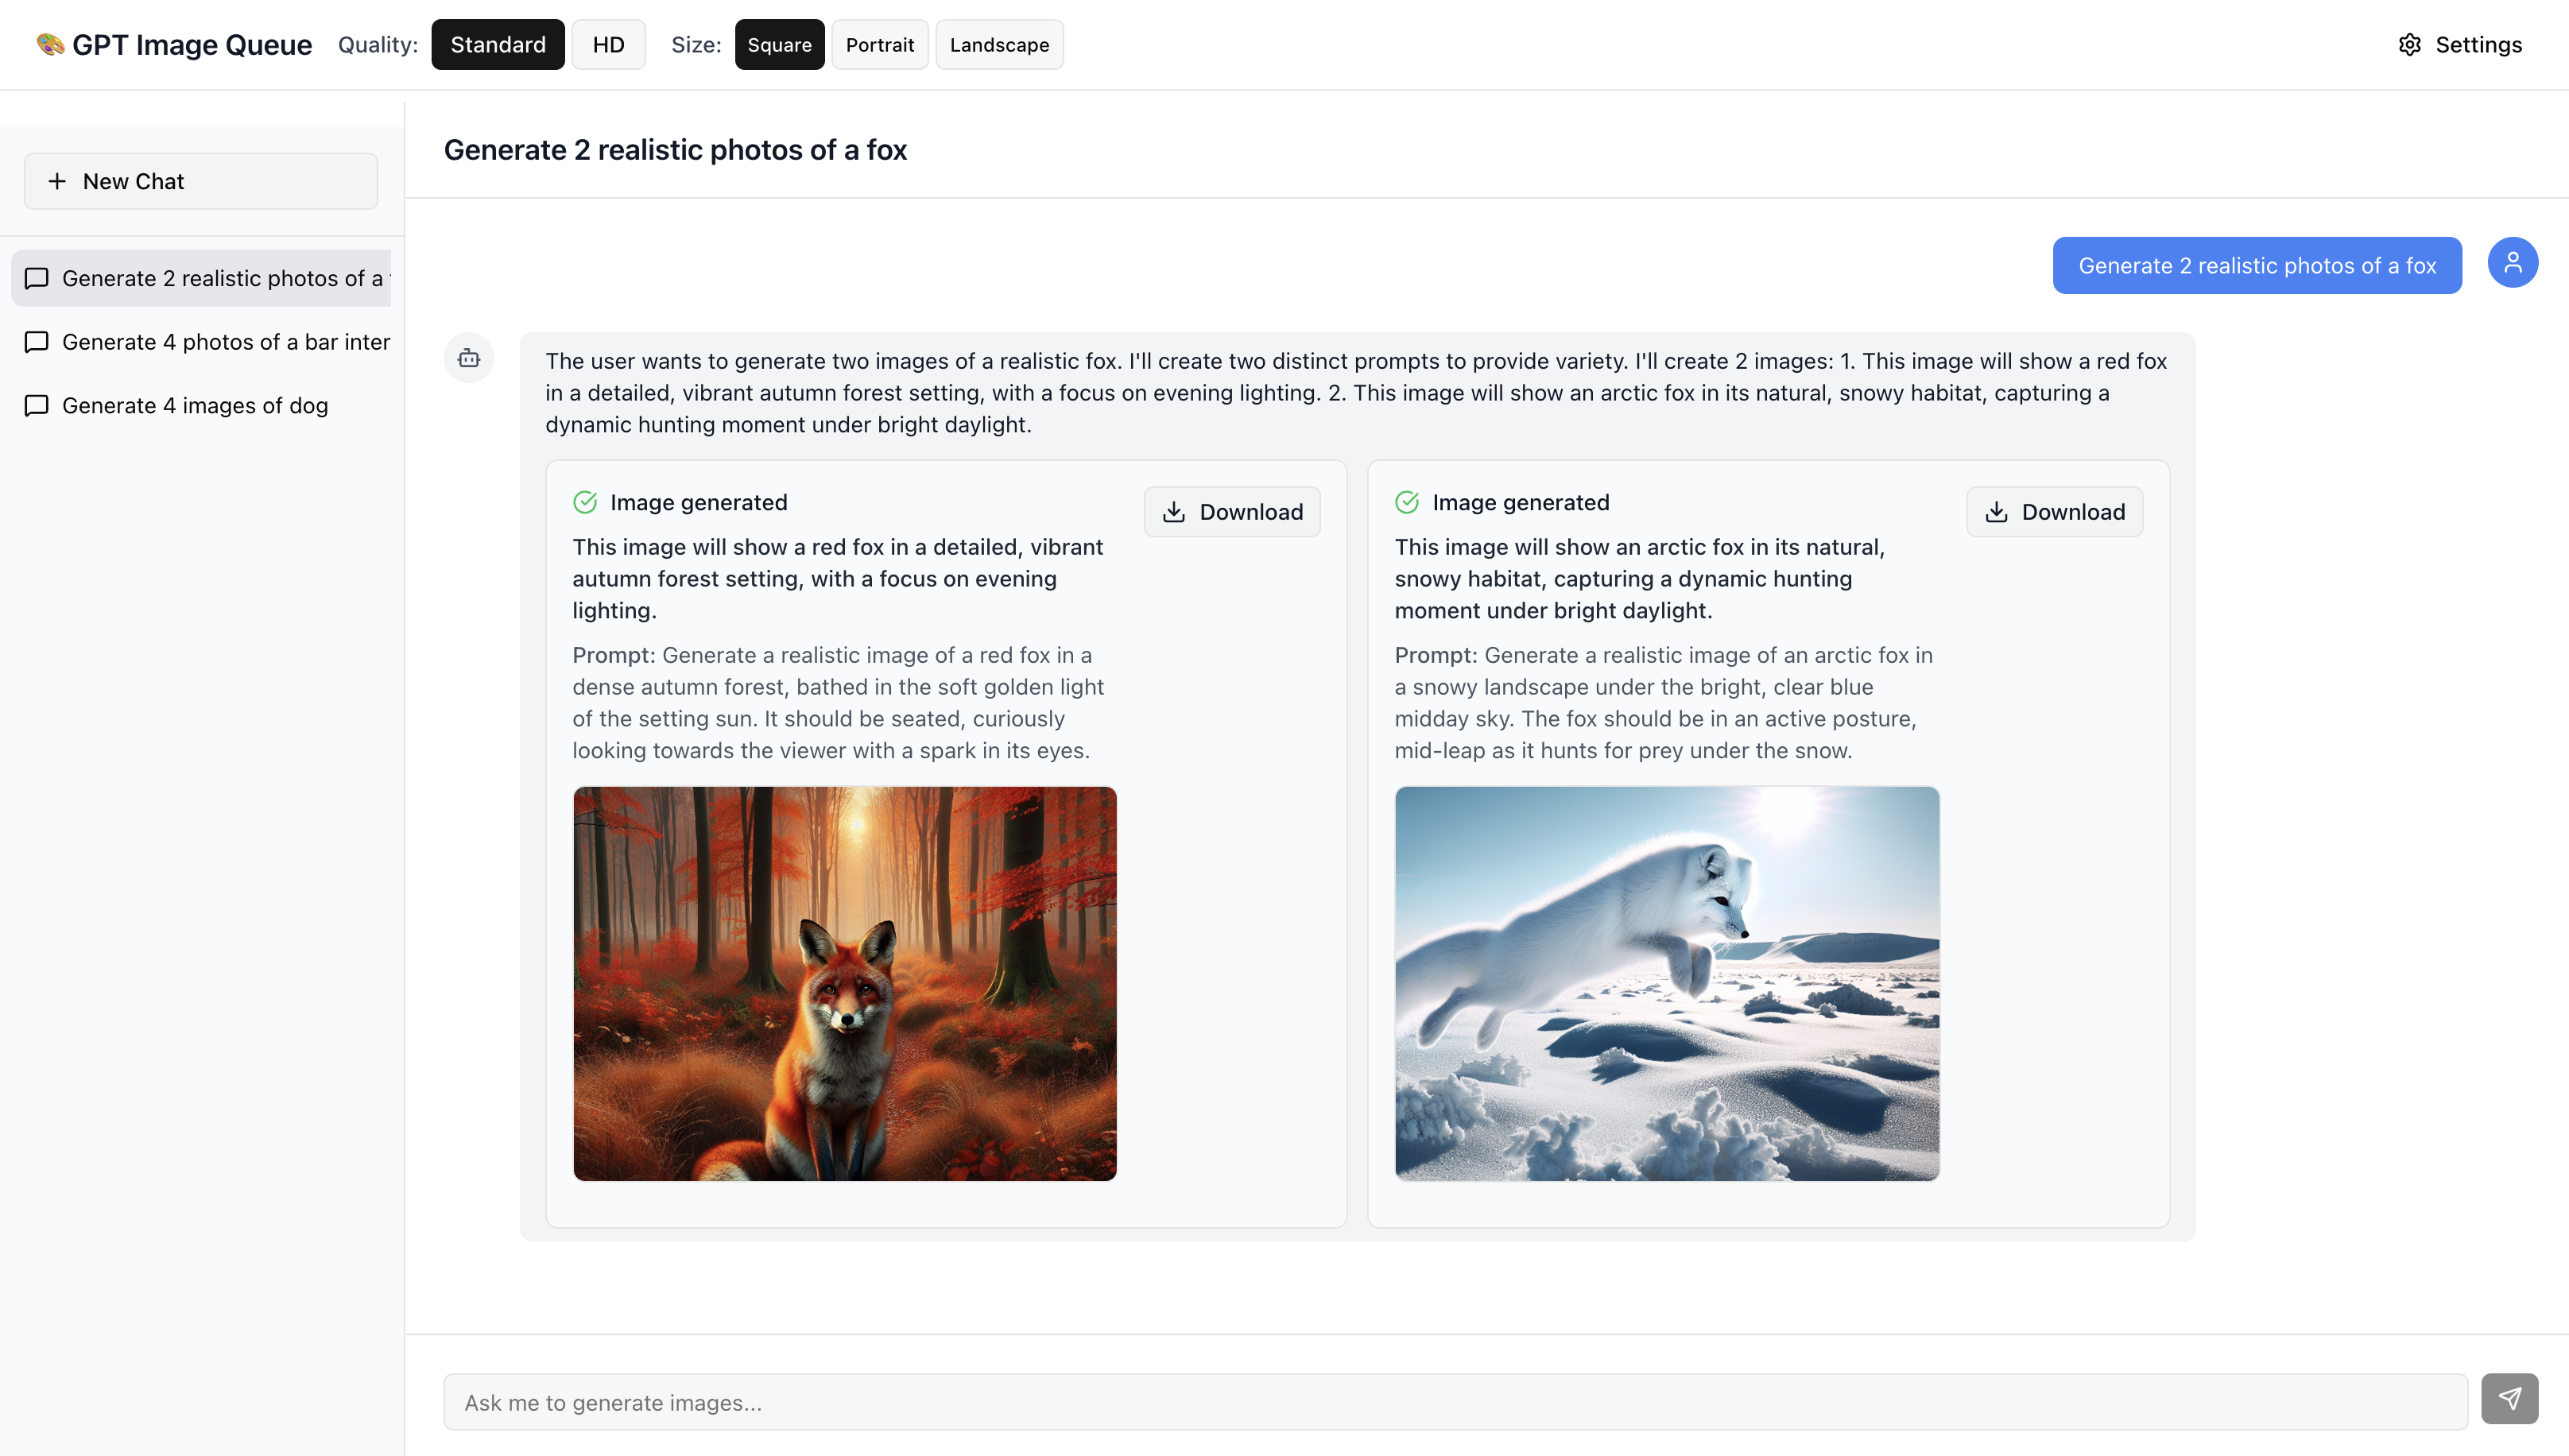 GPT Image Queue
Quality:
Standard
HD
Size:
Square
Portrait
Landscape
Settings
New Chat
Generate 2 realistic photos of a
Generate 4 photos of a bar inter
Generate 4 images of dog
Generate 2 realistic photos of a fox
Generate 2 realistic photos of a fox
The user wants to generate two images of a realistic fox. I'll create two distinct prompts to provide variety. I'll create 2 images: 1. This image will show a red fox
in a detailed, vibrant autumn forest setting, with a focus on evening lighting. 2. This image will show an arctic fox in its natural, snowy habitat, capturing a
dynamic hunting moment under bright daylight.
Image generated
Download
This image will show a red fox in a detailed, vibrant
autumn forest setting, with a focus on evening
lighting.
Prompt: Generate a realistic image of a red fox in a
dense autumn forest, bathed in the soft golden light
of the setting sun. It should be seated, curiously
looking towards the viewer with a spark in its eyes.
Image generated
Download
This image will show an arctic fox in its natural,
snowy habitat, capturing a dynamic hunting
moment under bright daylight.
Prompt: Generate a realistic image of an arctic fox in
a snowy landscape under the bright, clear blue
midday sky. The fox should be in an active posture,
mid-leap as it hunts for prey under the snow.
Ask me to generate images...